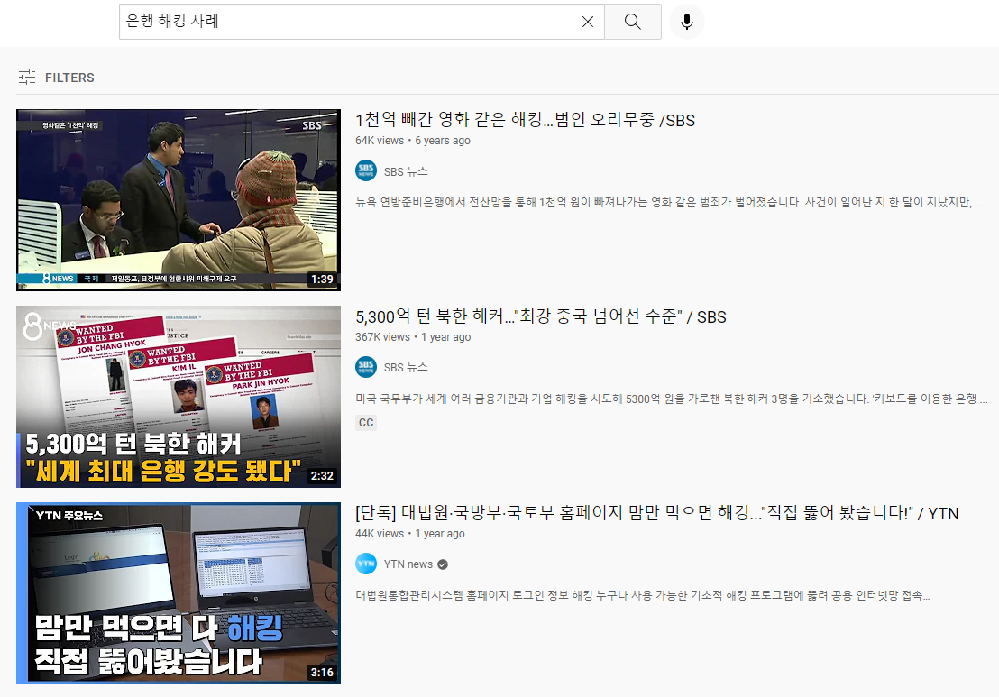 은행 해킹 사례
FILTERS
영화같은 '1천억' 해킹
SBS
8 NEWS 국 제 재일동포, 日정부에 혐한시위 피해구제 요구
1:39
1천억 빼간 영화 같은 해킹…범인 오리무중 /SBS
64K views • 6 years ago
SBS NEWS
SBS 뉴스
뉴욕 연방준비은행에서 전산망을 통해 1천억 원이 빠져나가는 영화 같은 범죄가 벌어졌습니다. 사건이 일어난 지 한 달이 지났지만, ...
8 NEWS
WANTED
BY THE FBI
JON CHANG HYOK
WANTED
BY THE FBI
KIM IL
WANTED
BY THE FBI
PARK JIN HYOK
CAREERS
5,300억 턴 북한 해커
"세계 최대 은행 강도 됐다"
2:32
5,300억 턴 북한 해커…"최강 중국 넘어선 수준" / SBS
367K views • 1 year ago
SBS NEWS
SBS 뉴스
미국 국무부가 세계 여러 금융기관과 기업 해킹을 시도해 5300억 원을 가로챈 북한 해커 3명을 기소했습니다. '키보드를 이용한 은행 ...
CC
YTN 주요뉴스
Login
맘만 먹으면 다 해킹
직접 뚫어봤습니다
3:16
[단독] 대법원·국방부·국토부 홈페이지 맘만 먹으면 해킹..."직접 뚫어 봤습니다!" / YTN
44K views • 1 year ago
YTN
YTN news
대법원통합관리시스템 홈페이지 로그인 정보 해킹 누구나 사용 가능한 기초적 해킹 프로그램에 뚫려 공용 인터넷망 접속...